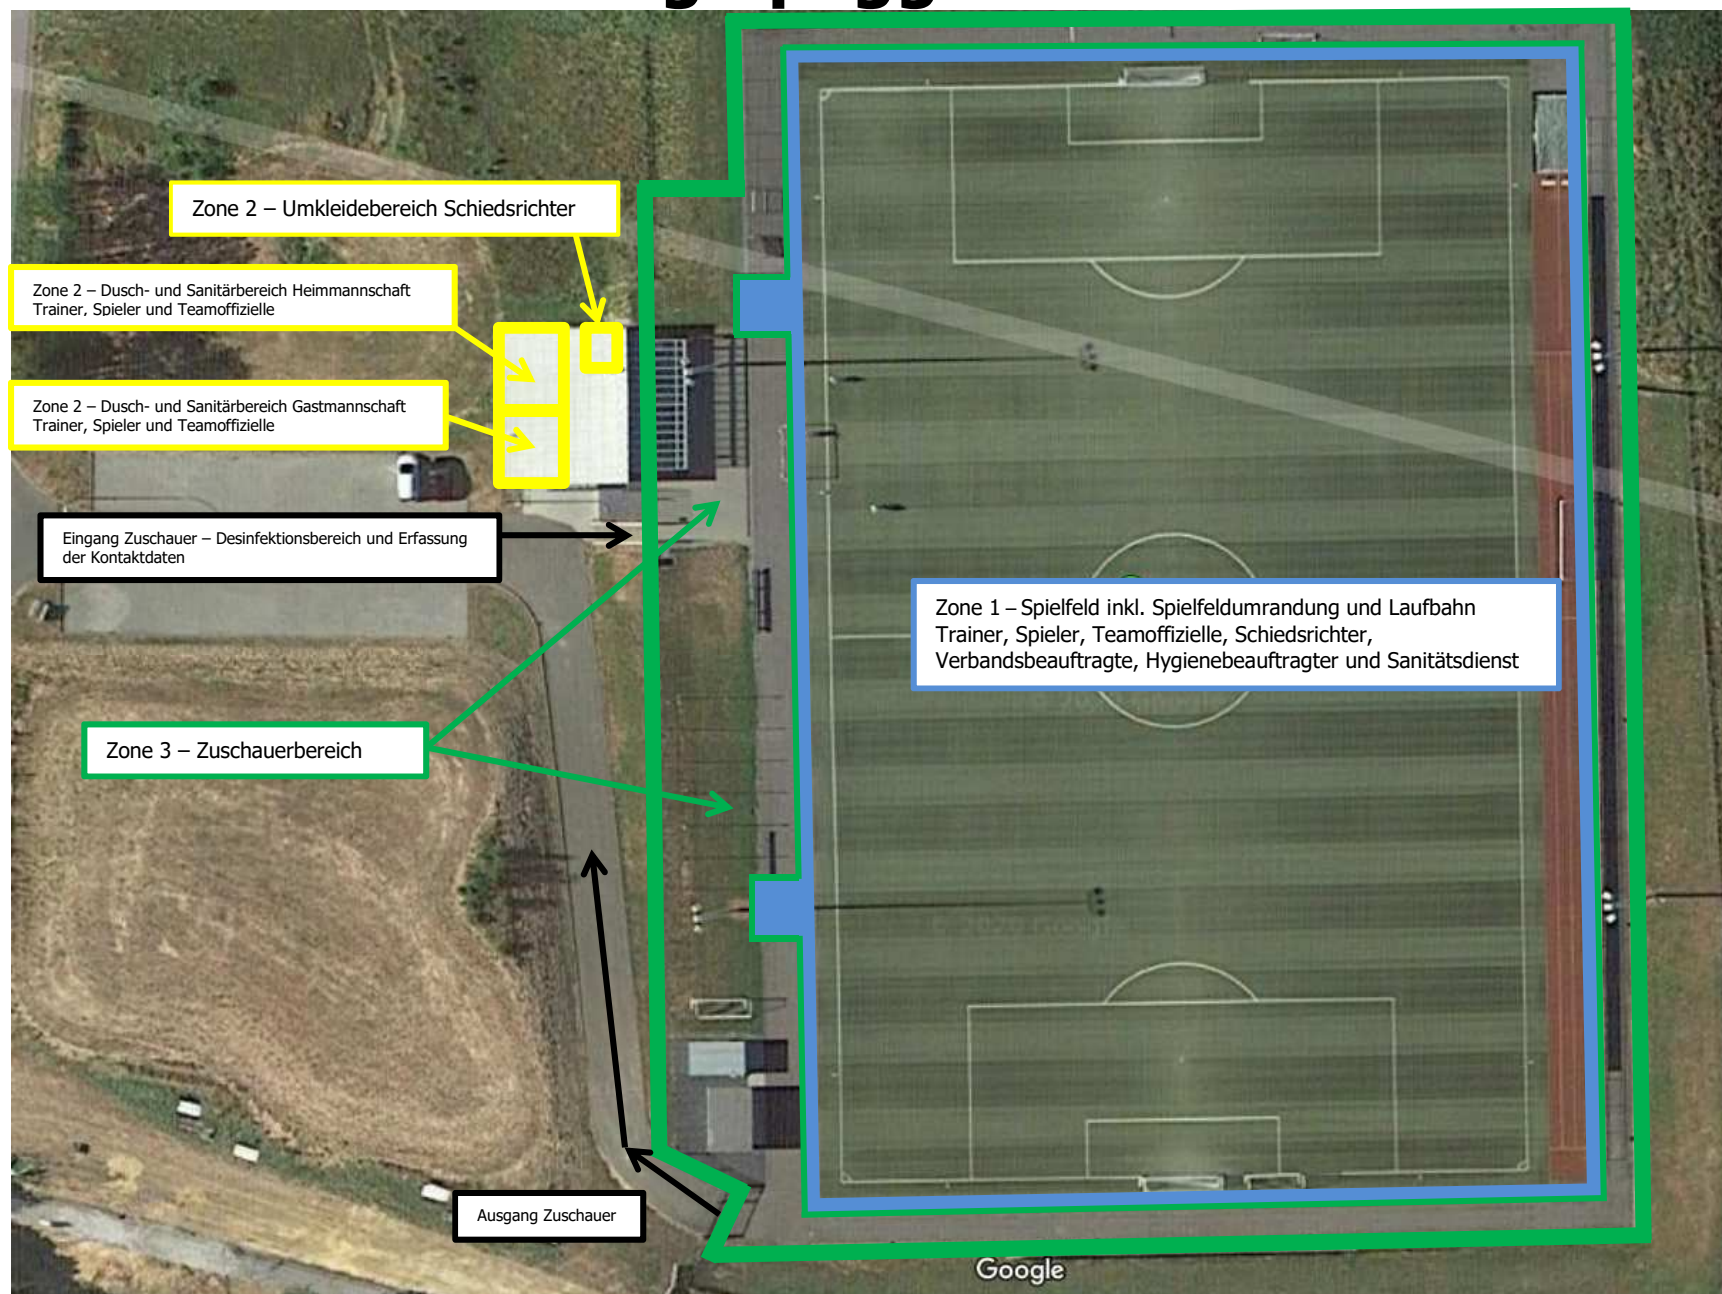 Zone 2 – Umkleidebereich Schiedsrichter
Zone 2 – Dusch- und Sanitärbereich Heimmannschaft
Trainer, Spieler und Teamoffizielle
Zone 2 – Dusch- und Sanitärbereich Gastmannschaft
Trainer, Spieler und Teamoffizielle
Eingang Zuschauer – Desinfektionsbereich und Erfassung
der Kontaktdaten
Zone 1 – Spielfeld inkl. Spielfeldumrandung und Laufbahn
Trainer, Spieler, Teamoffizielle, Schiedsrichter,
Verbandsbeauftragte, Hygienebeauftragter und Sanitätsdienst
Zone 3 – Zuschauerbereich
Ausgang Zuschauer
Google